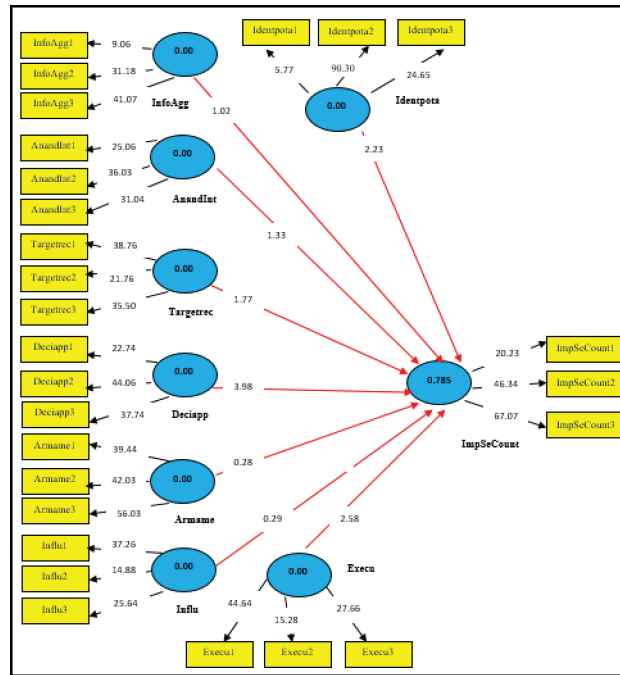 Identpota1
Identpota2
Identpota3
InfoAgg1
9.06
0.00
InfoAgg2
31.18
InfoAgg3
41.07
InfoAgg
5.77
90.30
24.65
0.00
Identpota
1.02
2.23
AnandInt1
25.06
0.00
AnandInt2
36.03
AnandInt3
31.04
AnandInt
1.33
Targetrec1
38.76
0.00
Targetrec2
21.76
Targetrec3
35.50
Targetrec
1.77
Deciapp1
22.74
0.00
Deciapp2
44.06
Deciapp3
37.74
Deciapp
3.98
0.785
ImpSeCount
20.23
ImpSeCount1
46.34
ImpSeCount2
67.07
ImpSeCount3
Armame1
39.44
0.00
Armame2
42.03
Armame3
56.03
Armame
0.28
Influ1
37.26
0.00
Influ2
14.88
Influ3
25.64
Influ
0.29
2.58
0.00
Execu
44.64
15.28
27.66
Execu1
Execu2
Execu3